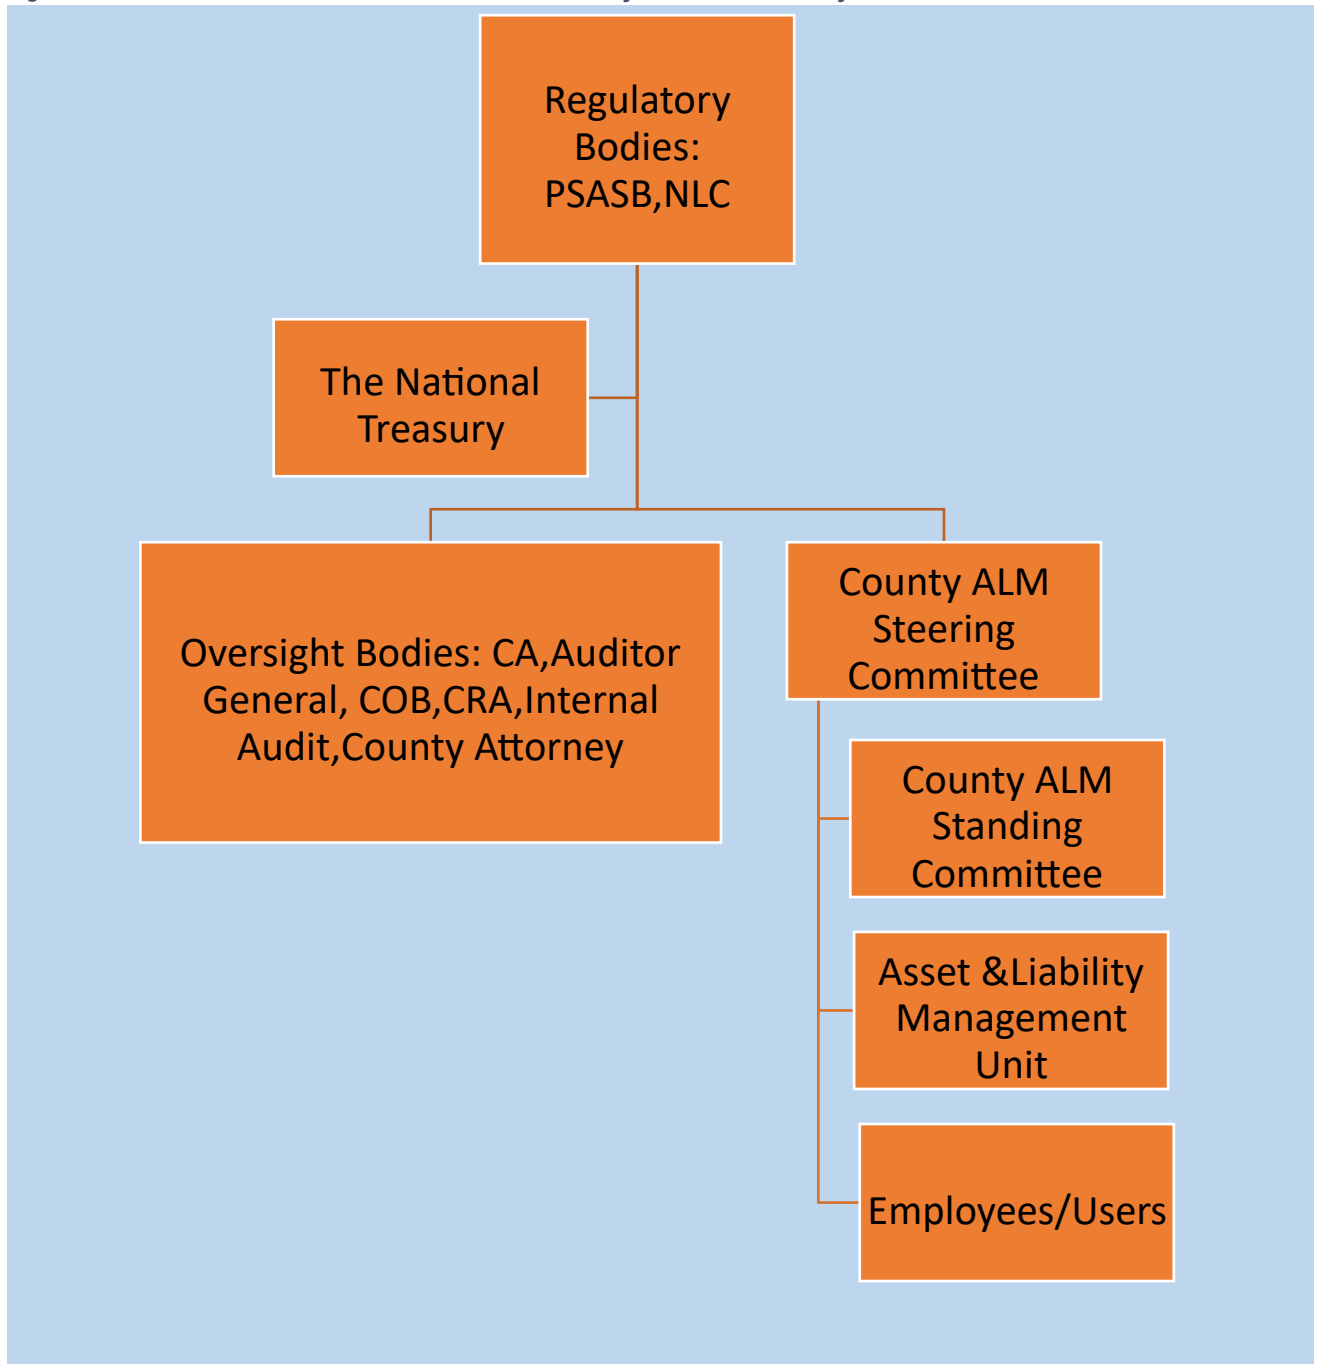 Regulatory
Bodies:
PSASB,NLC
The National
Treasury
Oversight Bodies: CA,Auditor
General, COB,CRA,Internal
Audit,County Attorney
County ALM
Steering
Committee
County ALM
Standing
Committee
Asset &Liability
Management
Unit
Employees/Users